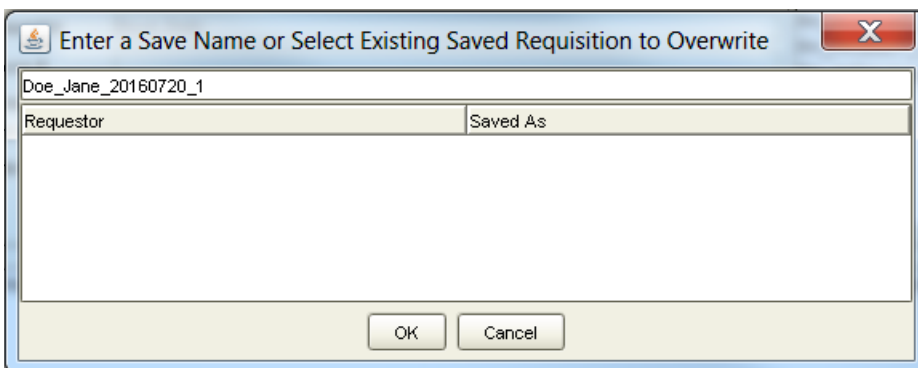 Enter a Save Name or Select Existing Saved Requisition to Overwrite
X
Doe_Jane_20160720_1
Requestor Saved As
OK Cancel